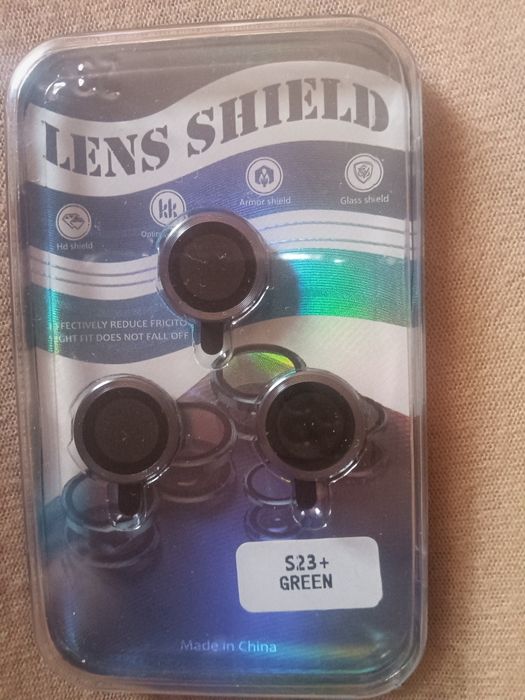 LENS SHIELD
Hd shield
Armor shield
Glass shield
EFFECTIVELY REDUCE FRICITO
FIT DOES NOT FALL OFF
S23+
GREEN
Made in China